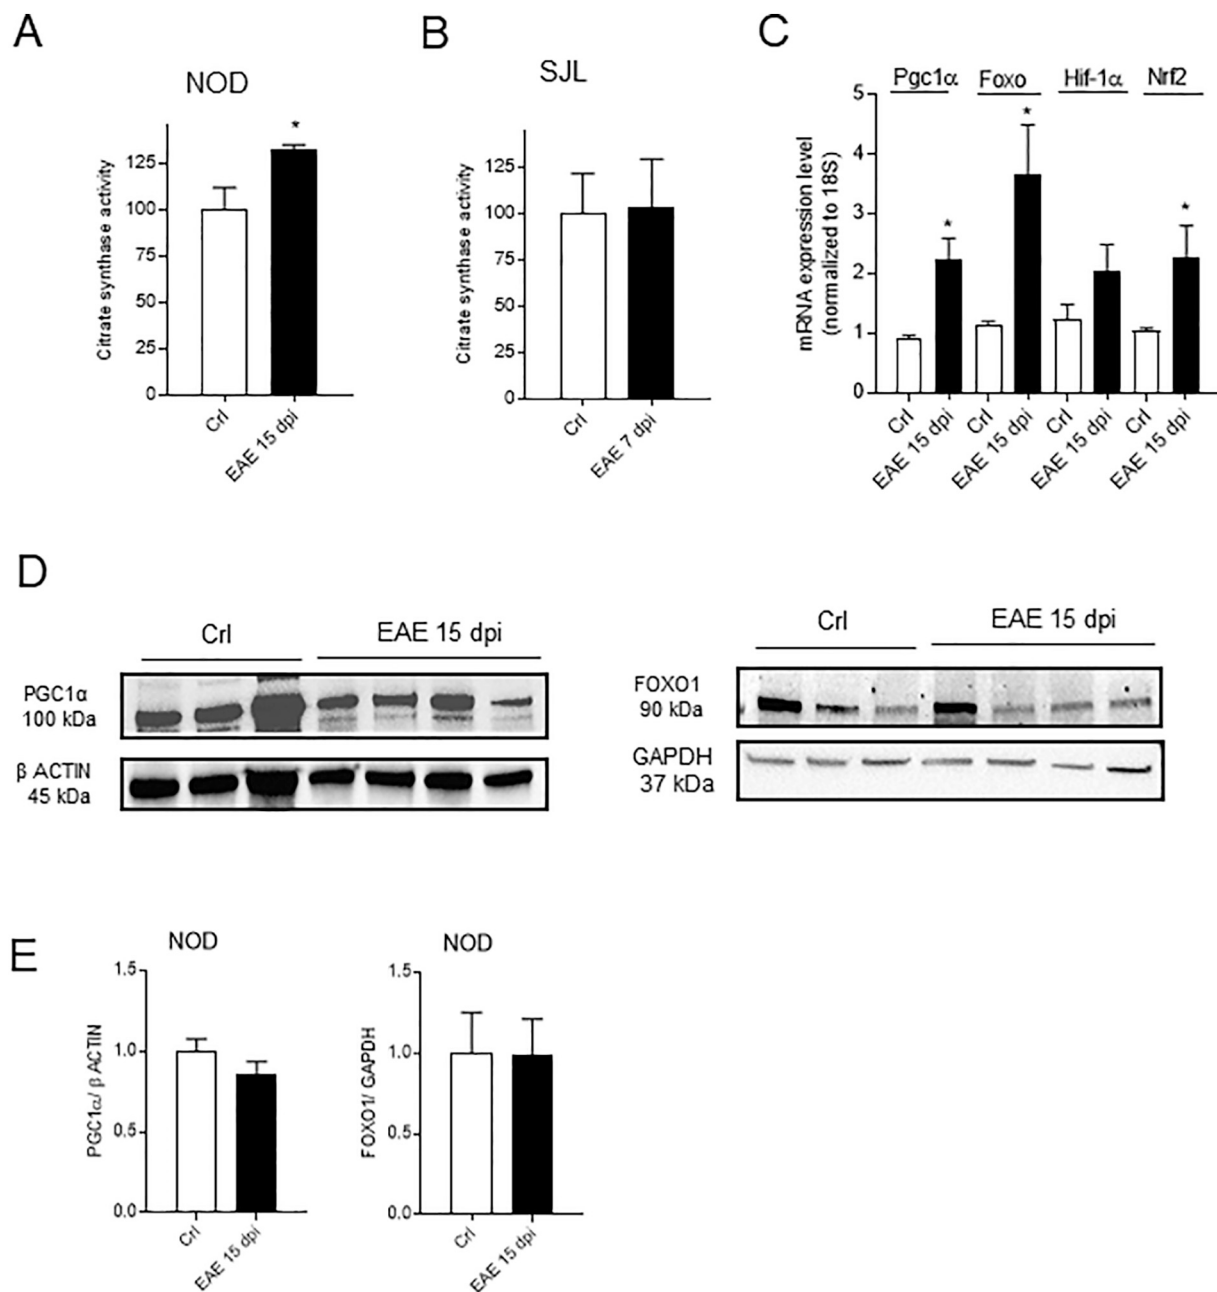 A
NOD
*
Citrate synthase activity
125
100
75
50
25
0
Crl
EAE 15 dpi
B
SJL
Citrate synthase activity
125
100
75
50
25
0
Crl
EAE 7 dpi
C
Pgc1α Foxo Hif-1α Nrf2
* * *
mRNA expression level
(normalized to 18S)
5
4
3
2
1
0
Crl
EAE 15 dpi
Crl
EAE 15 dpi
Crl
EAE 15 dpi
Crl
EAE 15 dpi
D
Crl EAE 15 dpi
PGC1α
100 kDa
β ACTIN
45 kDa
Crl EAE 15 dpi
FOXO1
90 kDa
GAPDH
37 kDa
E
NOD
PGC1α/ β ACTIN
1.5
1.0
0.5
0.0
Crl
EAE 15 dpi
NOD
FOXO1/ GAPDH
1.5
1.0
0.5
0.0
Crl
EAE 15 dpi